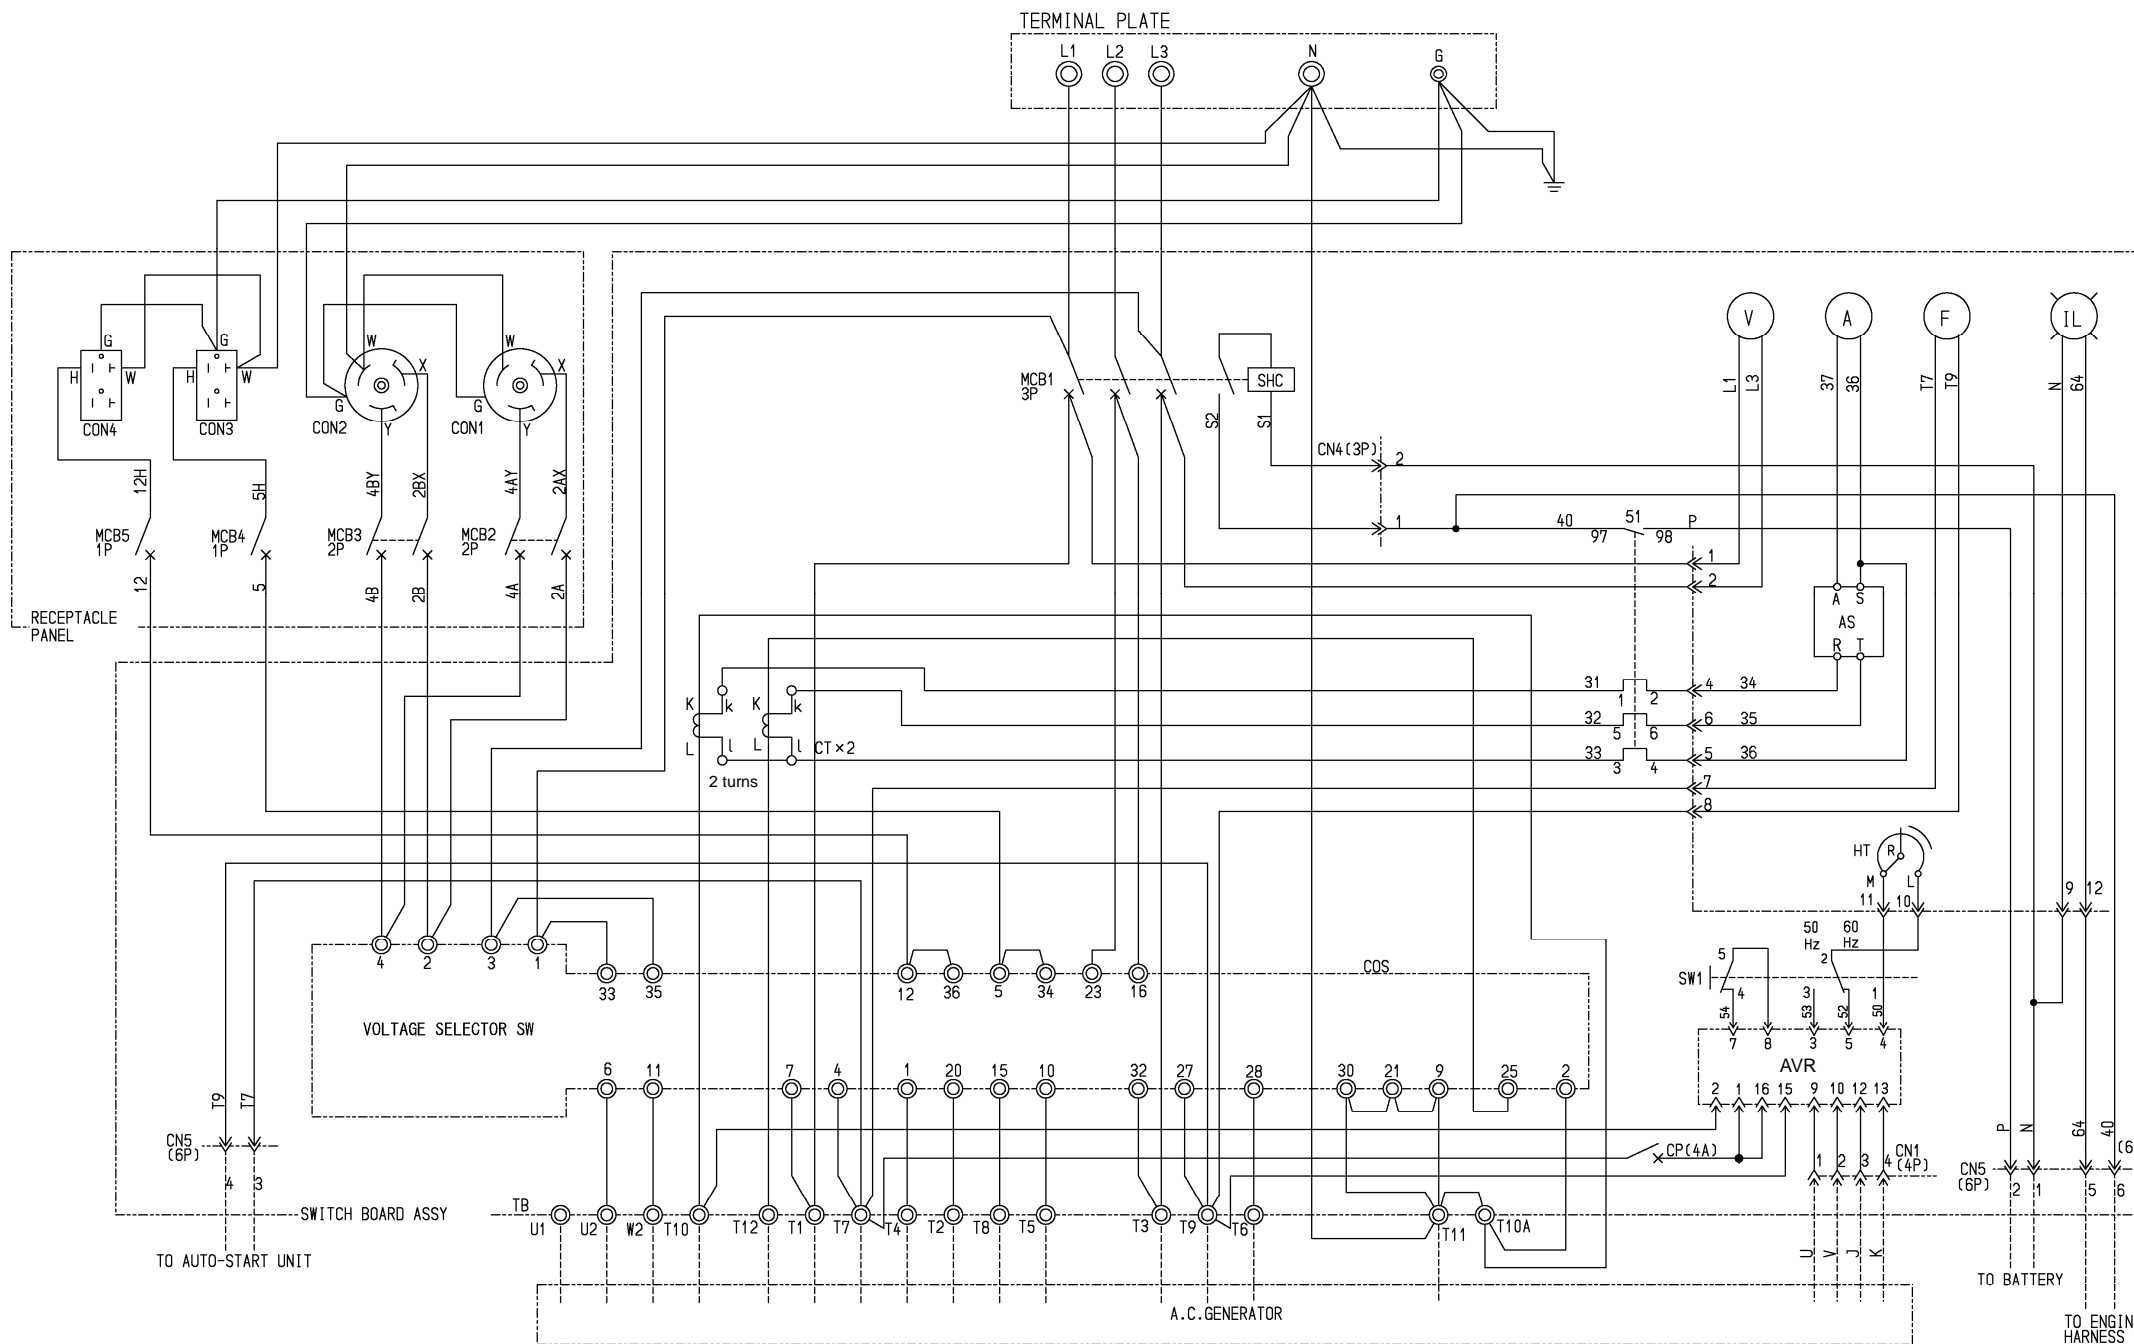 TERMINAL PLATE
L1 L2 L3 N G
G G W X W X
H W H W
G Y G Y
CON4 CON3 CON2 CON1
MCB1
3P
SHC
S2 S1
V A F IL
L1 L3 37 36 T7 T9 N 64
CN4(3P) 2
1 40 51 P
97 98
12H 5H 4BY 2BX 4AY 2AX
MCB5
1P
MCB4
1P
MCB3
2P
MCB2
2P
12 5 4B 2B 4A 2A
RECEPTACLE
PANEL
1
2
A S
AS
R T
K k K k
L l L l CT×2
2 turns
31 1 2 4 34
32 5 6 6 35
33 3 4 5 36
7
8
HT R
M L
11 10 9 12
50
Hz
60
Hz
5 2
SW1
4 3 1
54 53 52 50
7 8 3 5 4
AVR
2 1 16 15 9 10 12 13
4 2 3 1
33 35 12 36 5 34 23 16
COS
VOLTAGE SELECTOR SW
6 11 7 4 1 20 15 10 32 27 28 30 21 9 25 2
T9 T7
CN5
(6P)
4 3
CP(4A)
1 2 3 4 CN1
(4P)
P N 64 40
(6
CN5
(6P)
2 1 5 6
SWITCH BOARD ASSY
TB
U1 U2 W2 T10 T12 T1 T7 T4 T2 T8 T5 T3 T9 T6 T11 T10A
U V J K
TO AUTO-START UNIT
TO BATTERY
A.C.GENERATOR
TO ENGIN
HARNESS